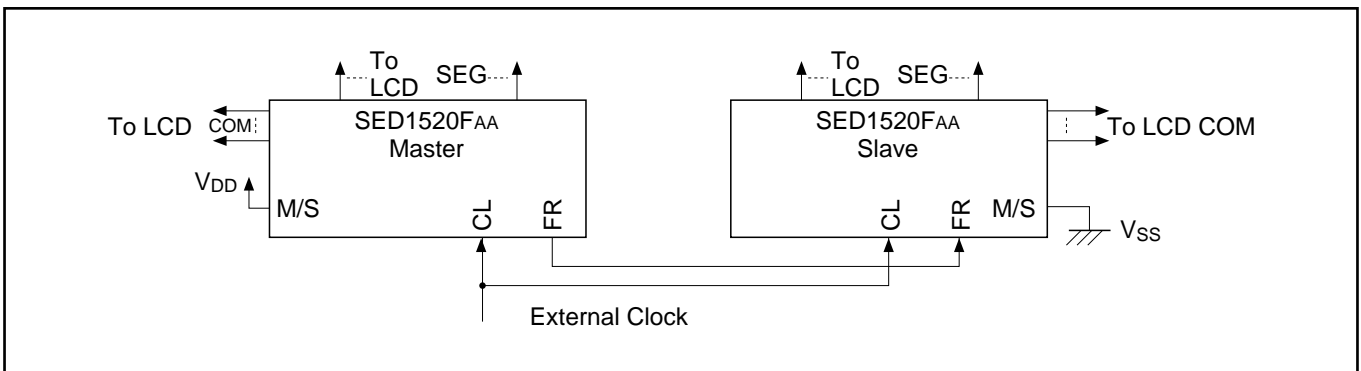 To
LCD
SEG
To LCD
COM
SED1520FAA
Master
VDD
M/S
CL
FR
To
LCD
SEG
SED1520FAA
Slave
To LCD COM
CL
FR
M/S
VSS
External Clock